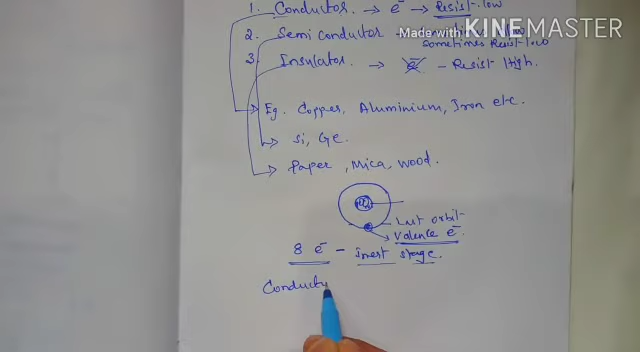 1. Conductor. → e⁻ → Resist. low
Made with KINEMASTER
2. Semi conductor
sometimes Resist low
3. Insulator. → e⁻ - Resist High.
Eg. Copper, Aluminium, Iron etc.
Si, Ge.
Paper, Mica, wood.
Last orbit
Valence e⁻.
8 e⁻ - inert stage.
Conductu